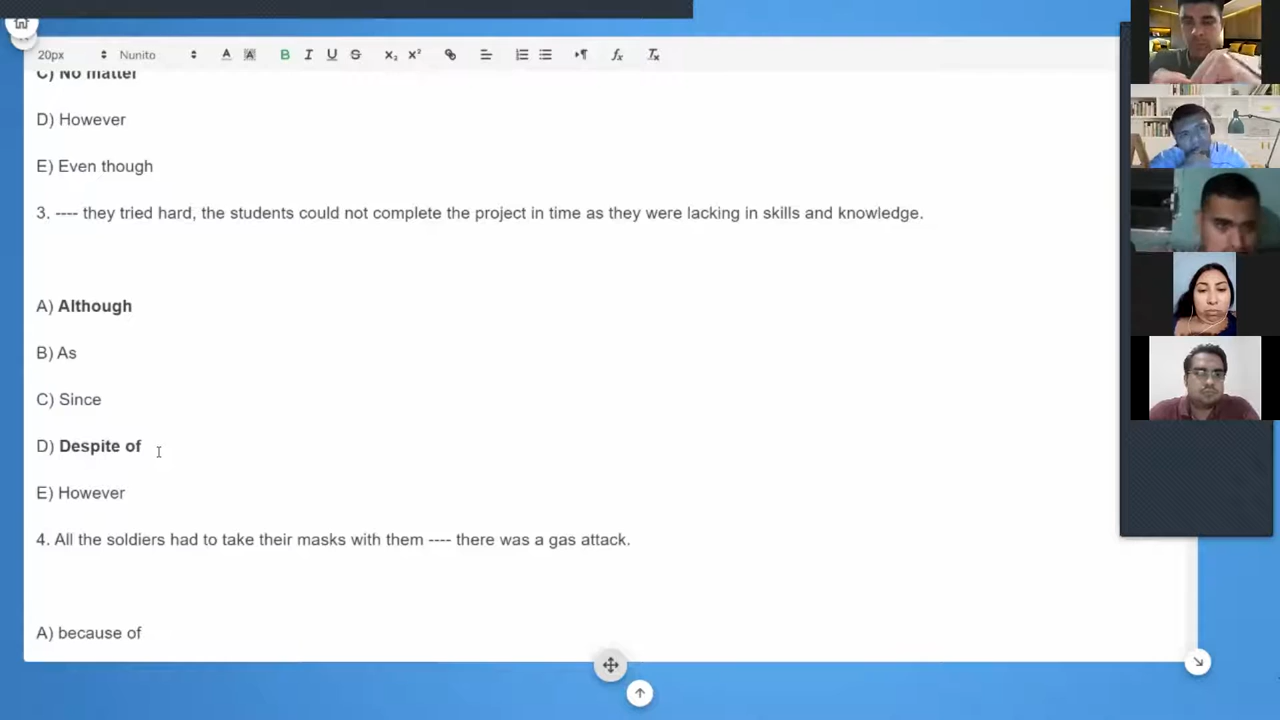 20px Nunito
C) No matter
D) However
E) Even though
3. ---- they tried hard, the students could not complete the project in time as they were lacking in skills and knowledge.
A) Although
B) As
C) Since
D) Despite of
E) However
4. All the soldiers had to take their masks with them ---- there was a gas attack.
A) because of